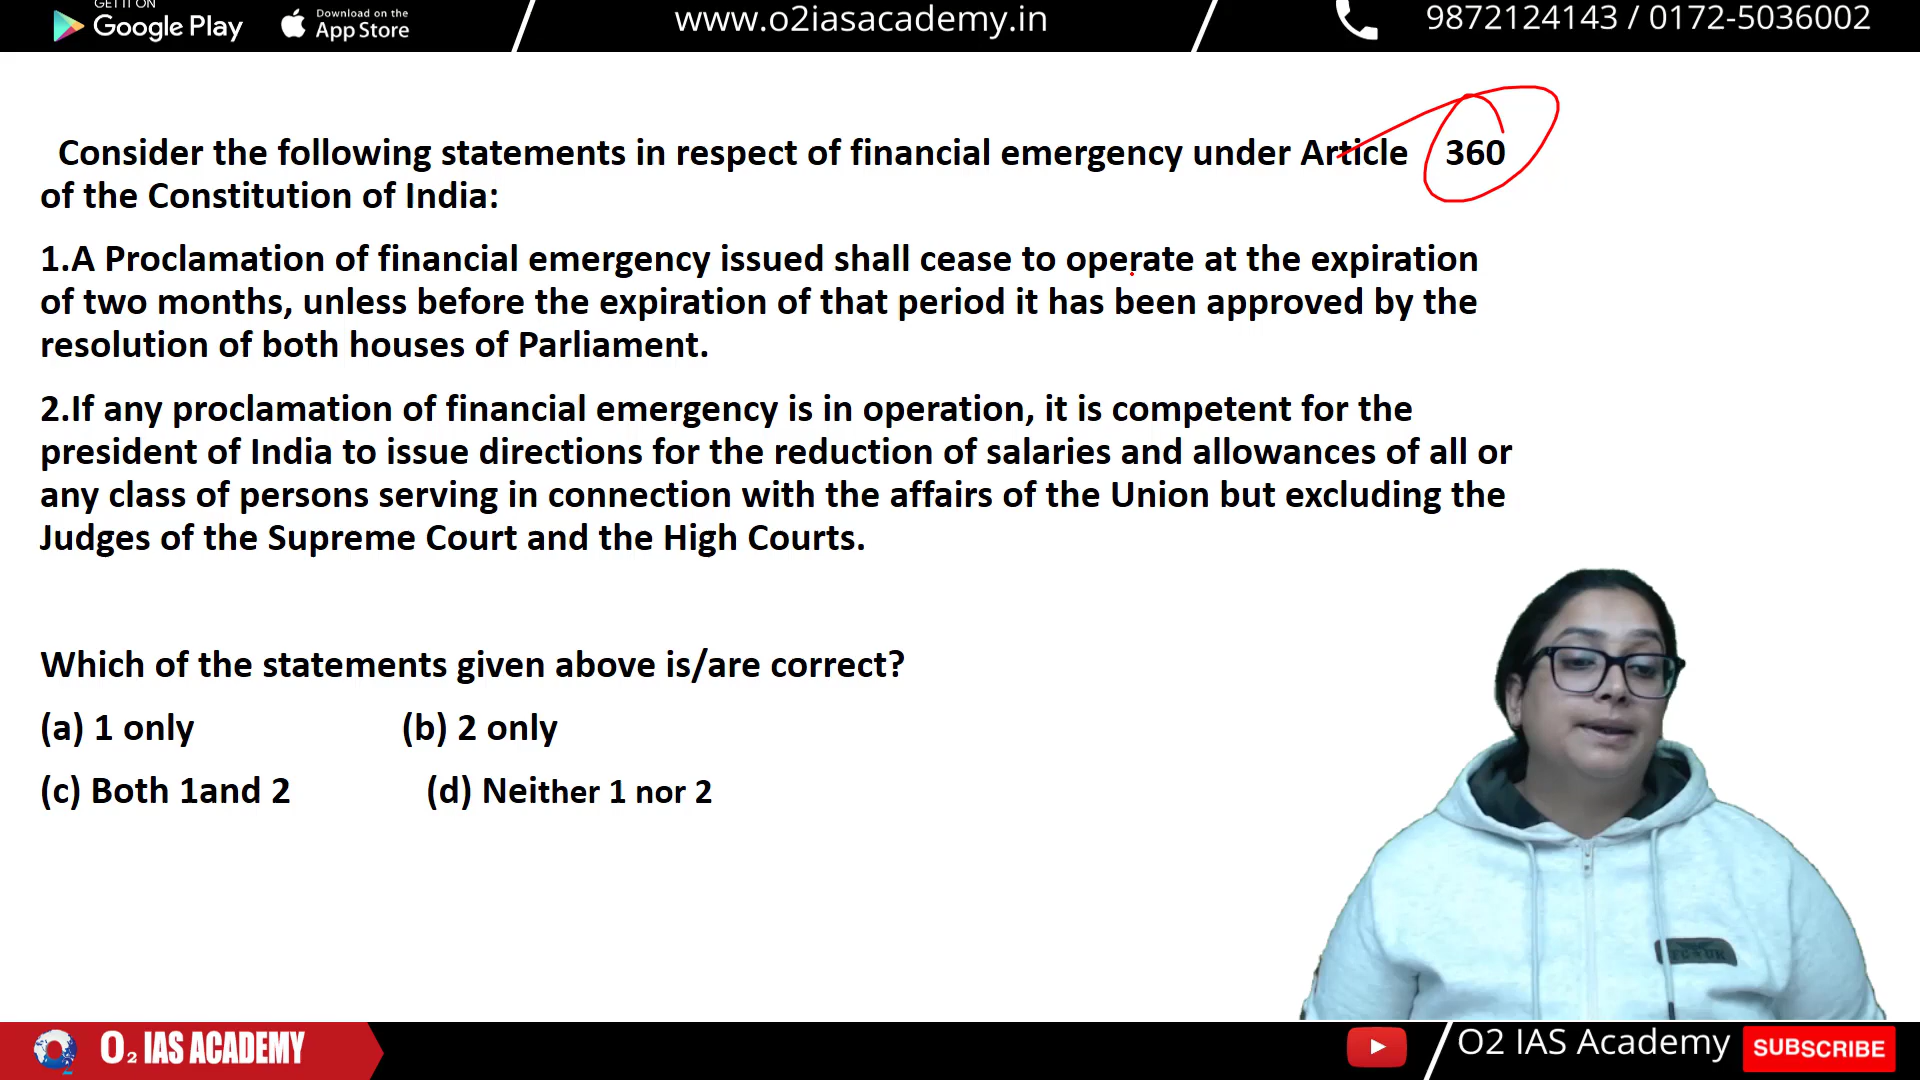 GET IT ON
Google Play
Download on the
App Store
www.o2iasacademy.in
9872124143 / 0172-5036002
Consider the following statements in respect of financial emergency under Article 360
of the Constitution of India:
1.A Proclamation of financial emergency issued shall cease to operate at the expiration
of two months, unless before the expiration of that period it has been approved by the
resolution of both houses of Parliament.
2.If any proclamation of financial emergency is in operation, it is competent for the
president of India to issue directions for the reduction of salaries and allowances of all or
any class of persons serving in connection with the affairs of the Union but excluding the
Judges of the Supreme Court and the High Courts.
Which of the statements given above is/are correct?
(a) 1 only (b) 2 only
(c) Both 1and 2 (d) Neither 1 nor 2
O2 IAS ACADEMY
O2 IAS Academy
SUBSCRIBE